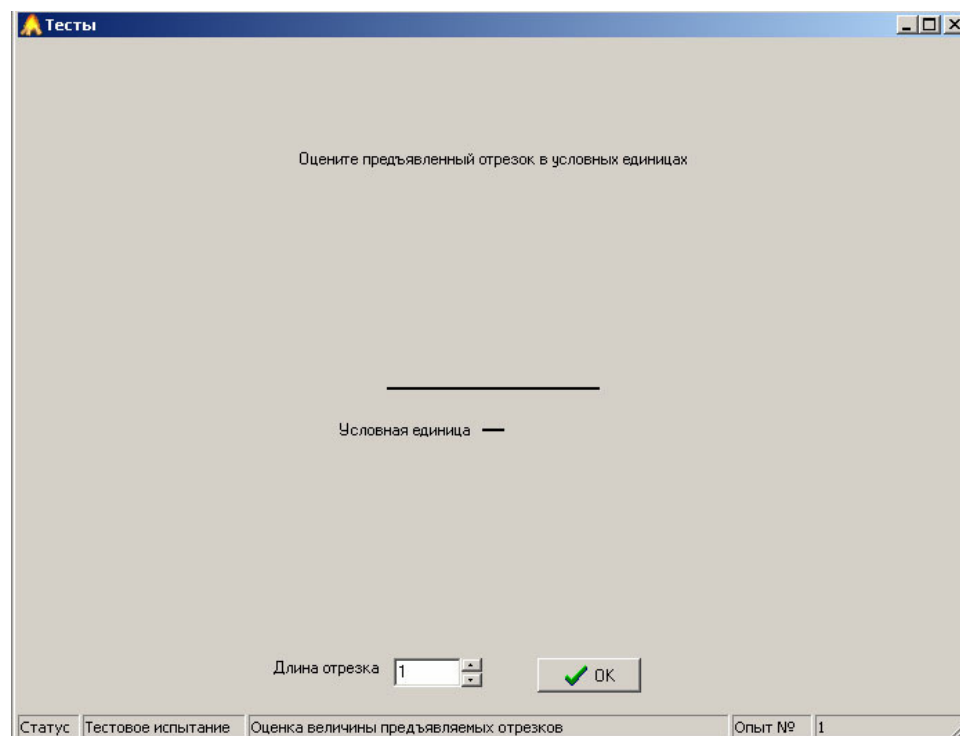 Тесты
Оцените предъявленный отрезок в условных единицах
Условная единица
Длина отрезка 1 OK
Статус Тестовое испытание Оценка величины предъявляемых отрезков Опыт № 1